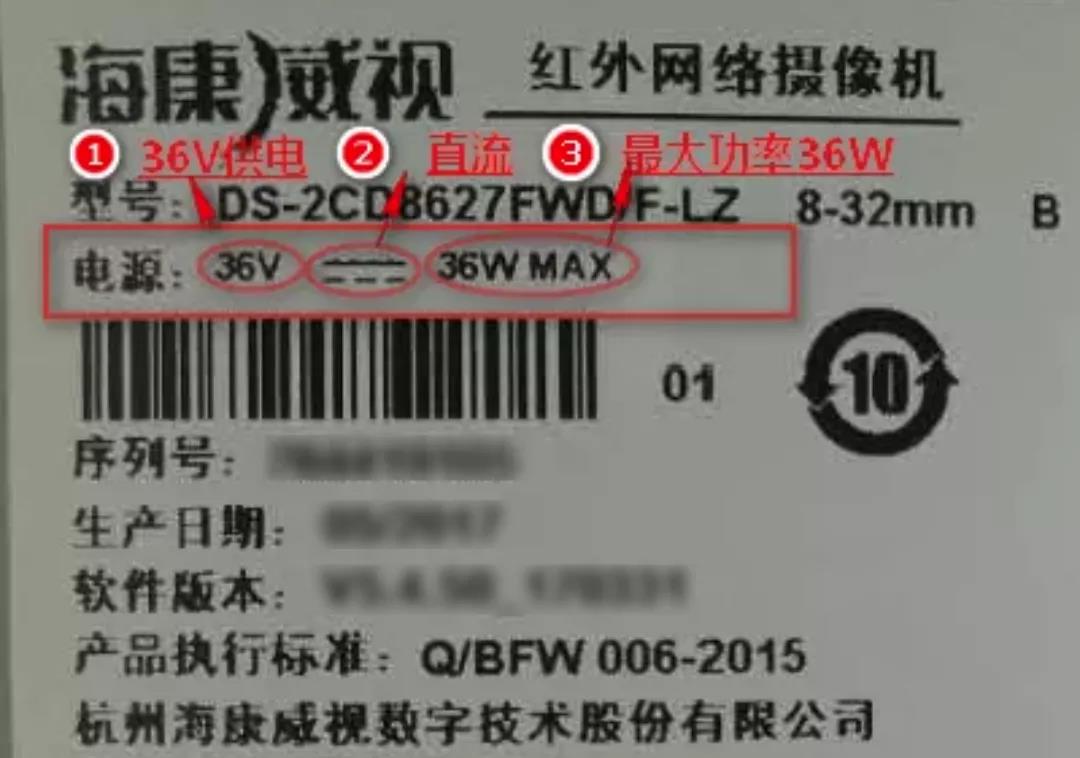 海康威视 红外网络摄像机
1 36V供电 2 直流 3 最大功率36W
型号: DS-2CD8627FWD/F-LZ 8-32mm B
电源: 36V 36W MAX
01 10
序列号:
生产日期:
软件版本:
产品执行标准: Q/BFW 006-2015
杭州海康威视数字技术股份有限公司